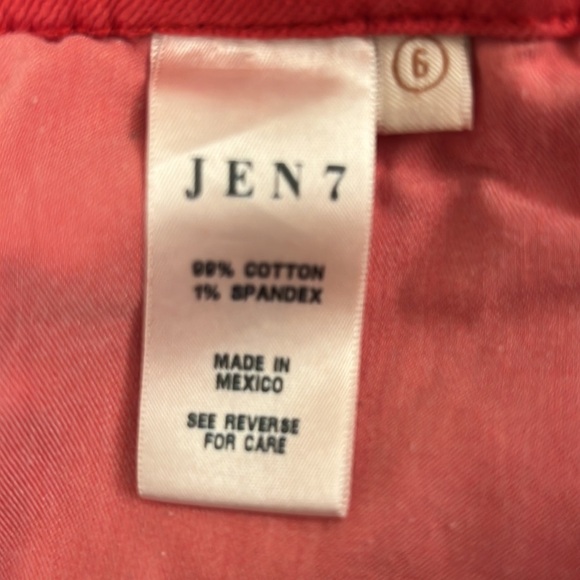 6
JEN7
99% COTTON
1% SPANDEX
MADE IN
MEXICO
SEE REVERSE
FOR CARE